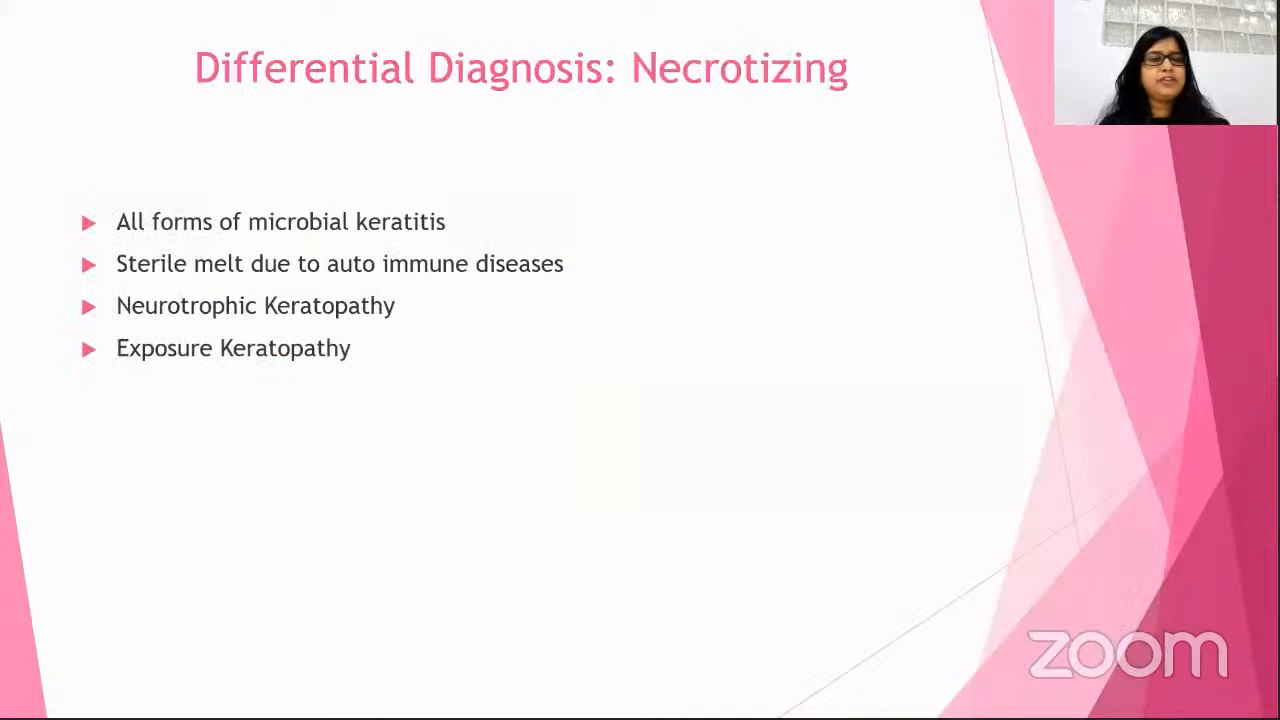 Differential Diagnosis: Necrotizing
All forms of microbial keratitis
Sterile melt due to auto immune diseases
Neurotrophic Keratopathy
Exposure Keratopathy
zoom